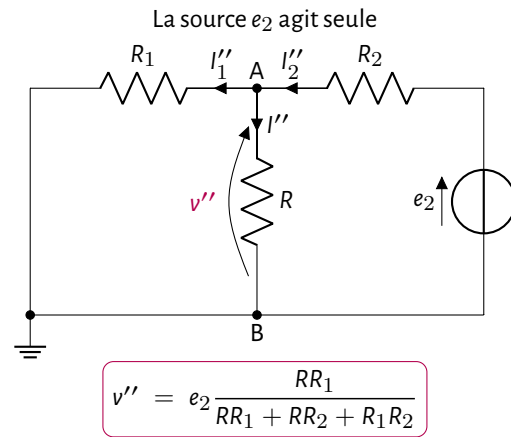 La source e₂ agit seule
R₁ I₁′′ A I₂′′ R₂
I′′
v′′ R e₂
B
v′′ = e₂ RR₁ / (RR₁ + RR₂ + R₁R₂)